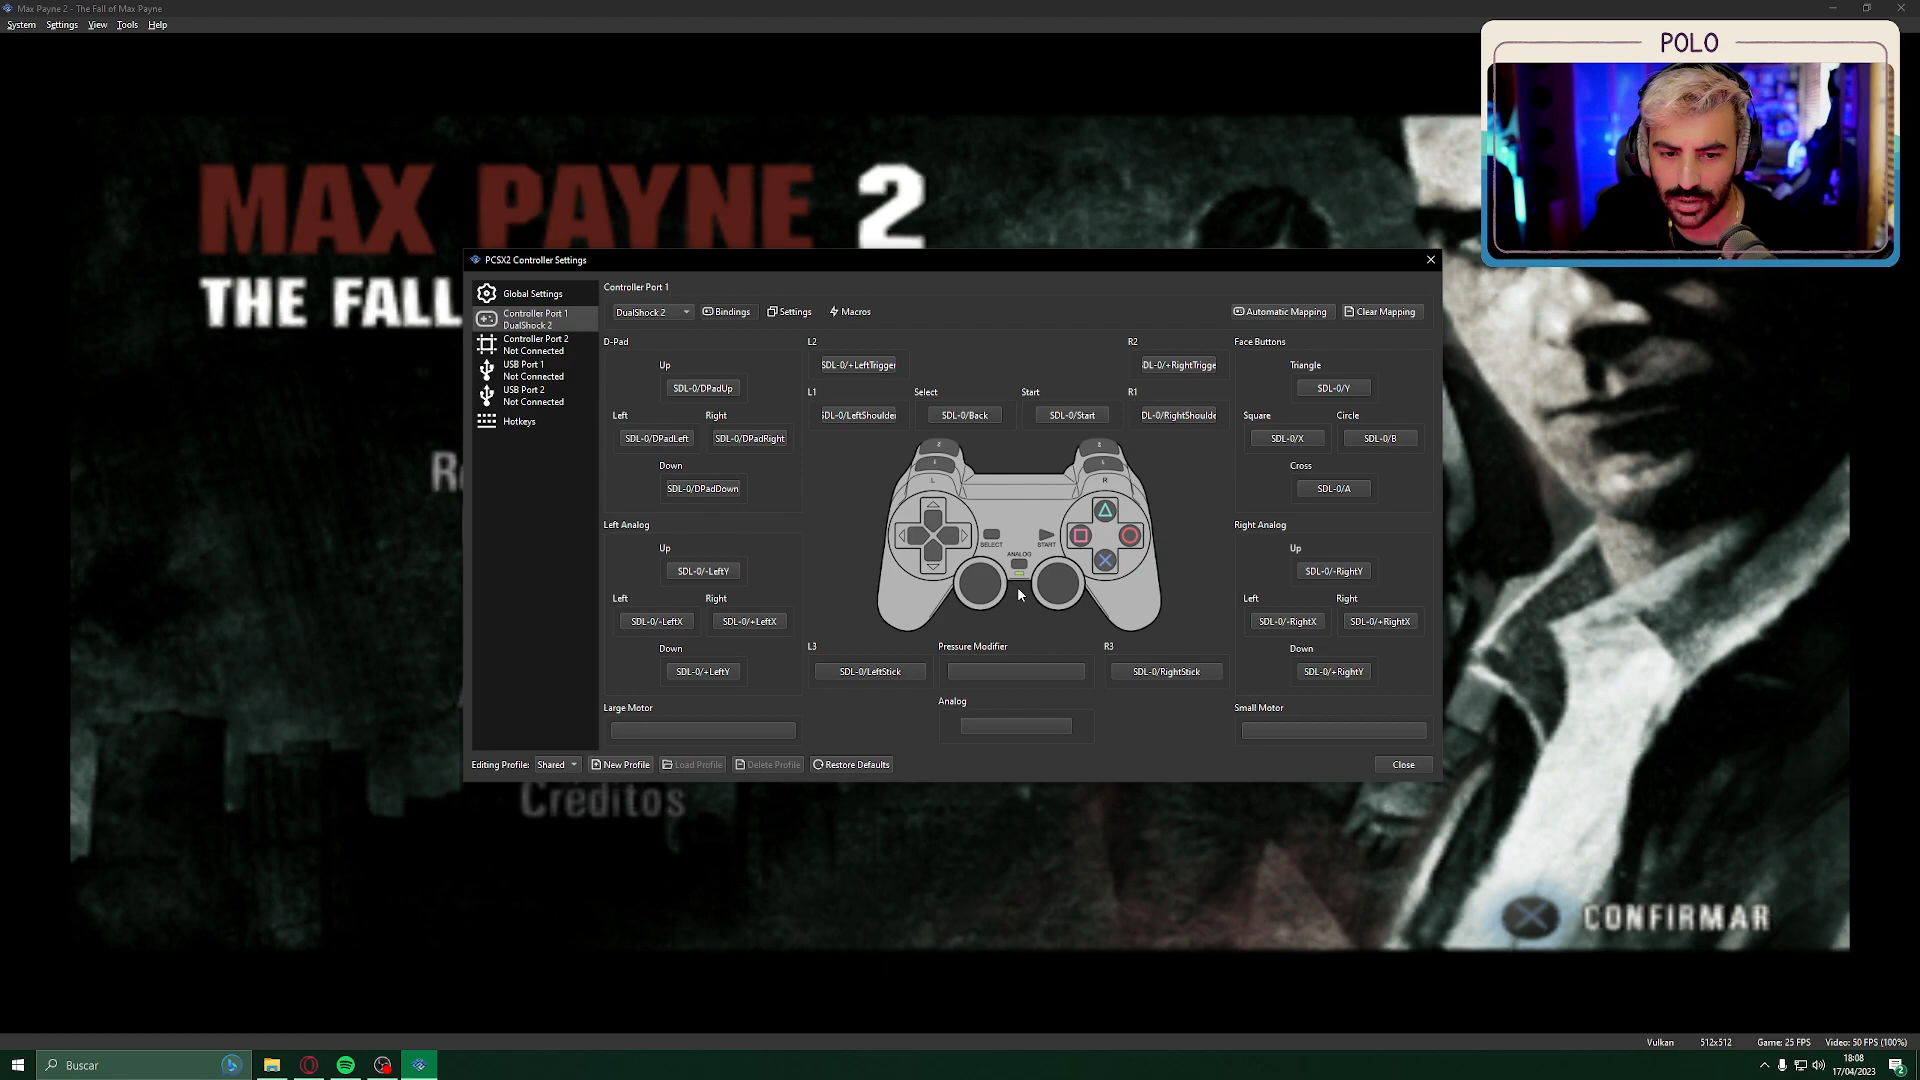 Max Payne 2 - The Fall of Max Payne
System Settings View Tools Help
POLO
MAX PAYNE 2
THE FALL
PCSX2 Controller Settings
Global Settings
Controller Port 1
DualShock 2
Controller Port 2
Not Connected
USB Port 1
Not Connected
USB Port 2
Not Connected
Hotkeys
Controller Port 1
DualShock 2 Bindings Settings Macros Automatic Mapping Clear Mapping
D-Pad L2 R2 Face Buttons
Up SDL-0/+LeftTrigger DL-0/+RightTrigge Triangle
SDL-0/DPadUp SDL-0/Y
L1 Select Start R1
Left Right DL-0/LeftShoulder SDL-0/Back SDL-0/Start DL-0/RightShoulde Square Circle
SDL-0/DPadLeft SDL-0/DPadRight SDL-0/X SDL-0/B
Down Cross
SDL-0/DPadDown SDL-0/A
L R
SELECT START
ANALOG
Left Analog Right Analog
Up Up
SDL-0/-LeftY SDL-0/-RightY
Left Right Left Right
SDL-0/-LeftX SDL-0/+LeftX SDL-0/-RightX SDL-0/+RightX
Down L3 Pressure Modifier R3 Down
SDL-0/+LeftY SDL-0/LeftStick SDL-0/RightStick SDL-0/+RightY
Large Motor Analog Small Motor
Editing Profile: Shared New Profile Load Profile Delete Profile Restore Defaults Close
Créditos
CONFIRMAR
Vulkan 512x512 Game: 25 FPS Video: 50 FPS (100%)
Buscar
18:08
17/04/2023
2